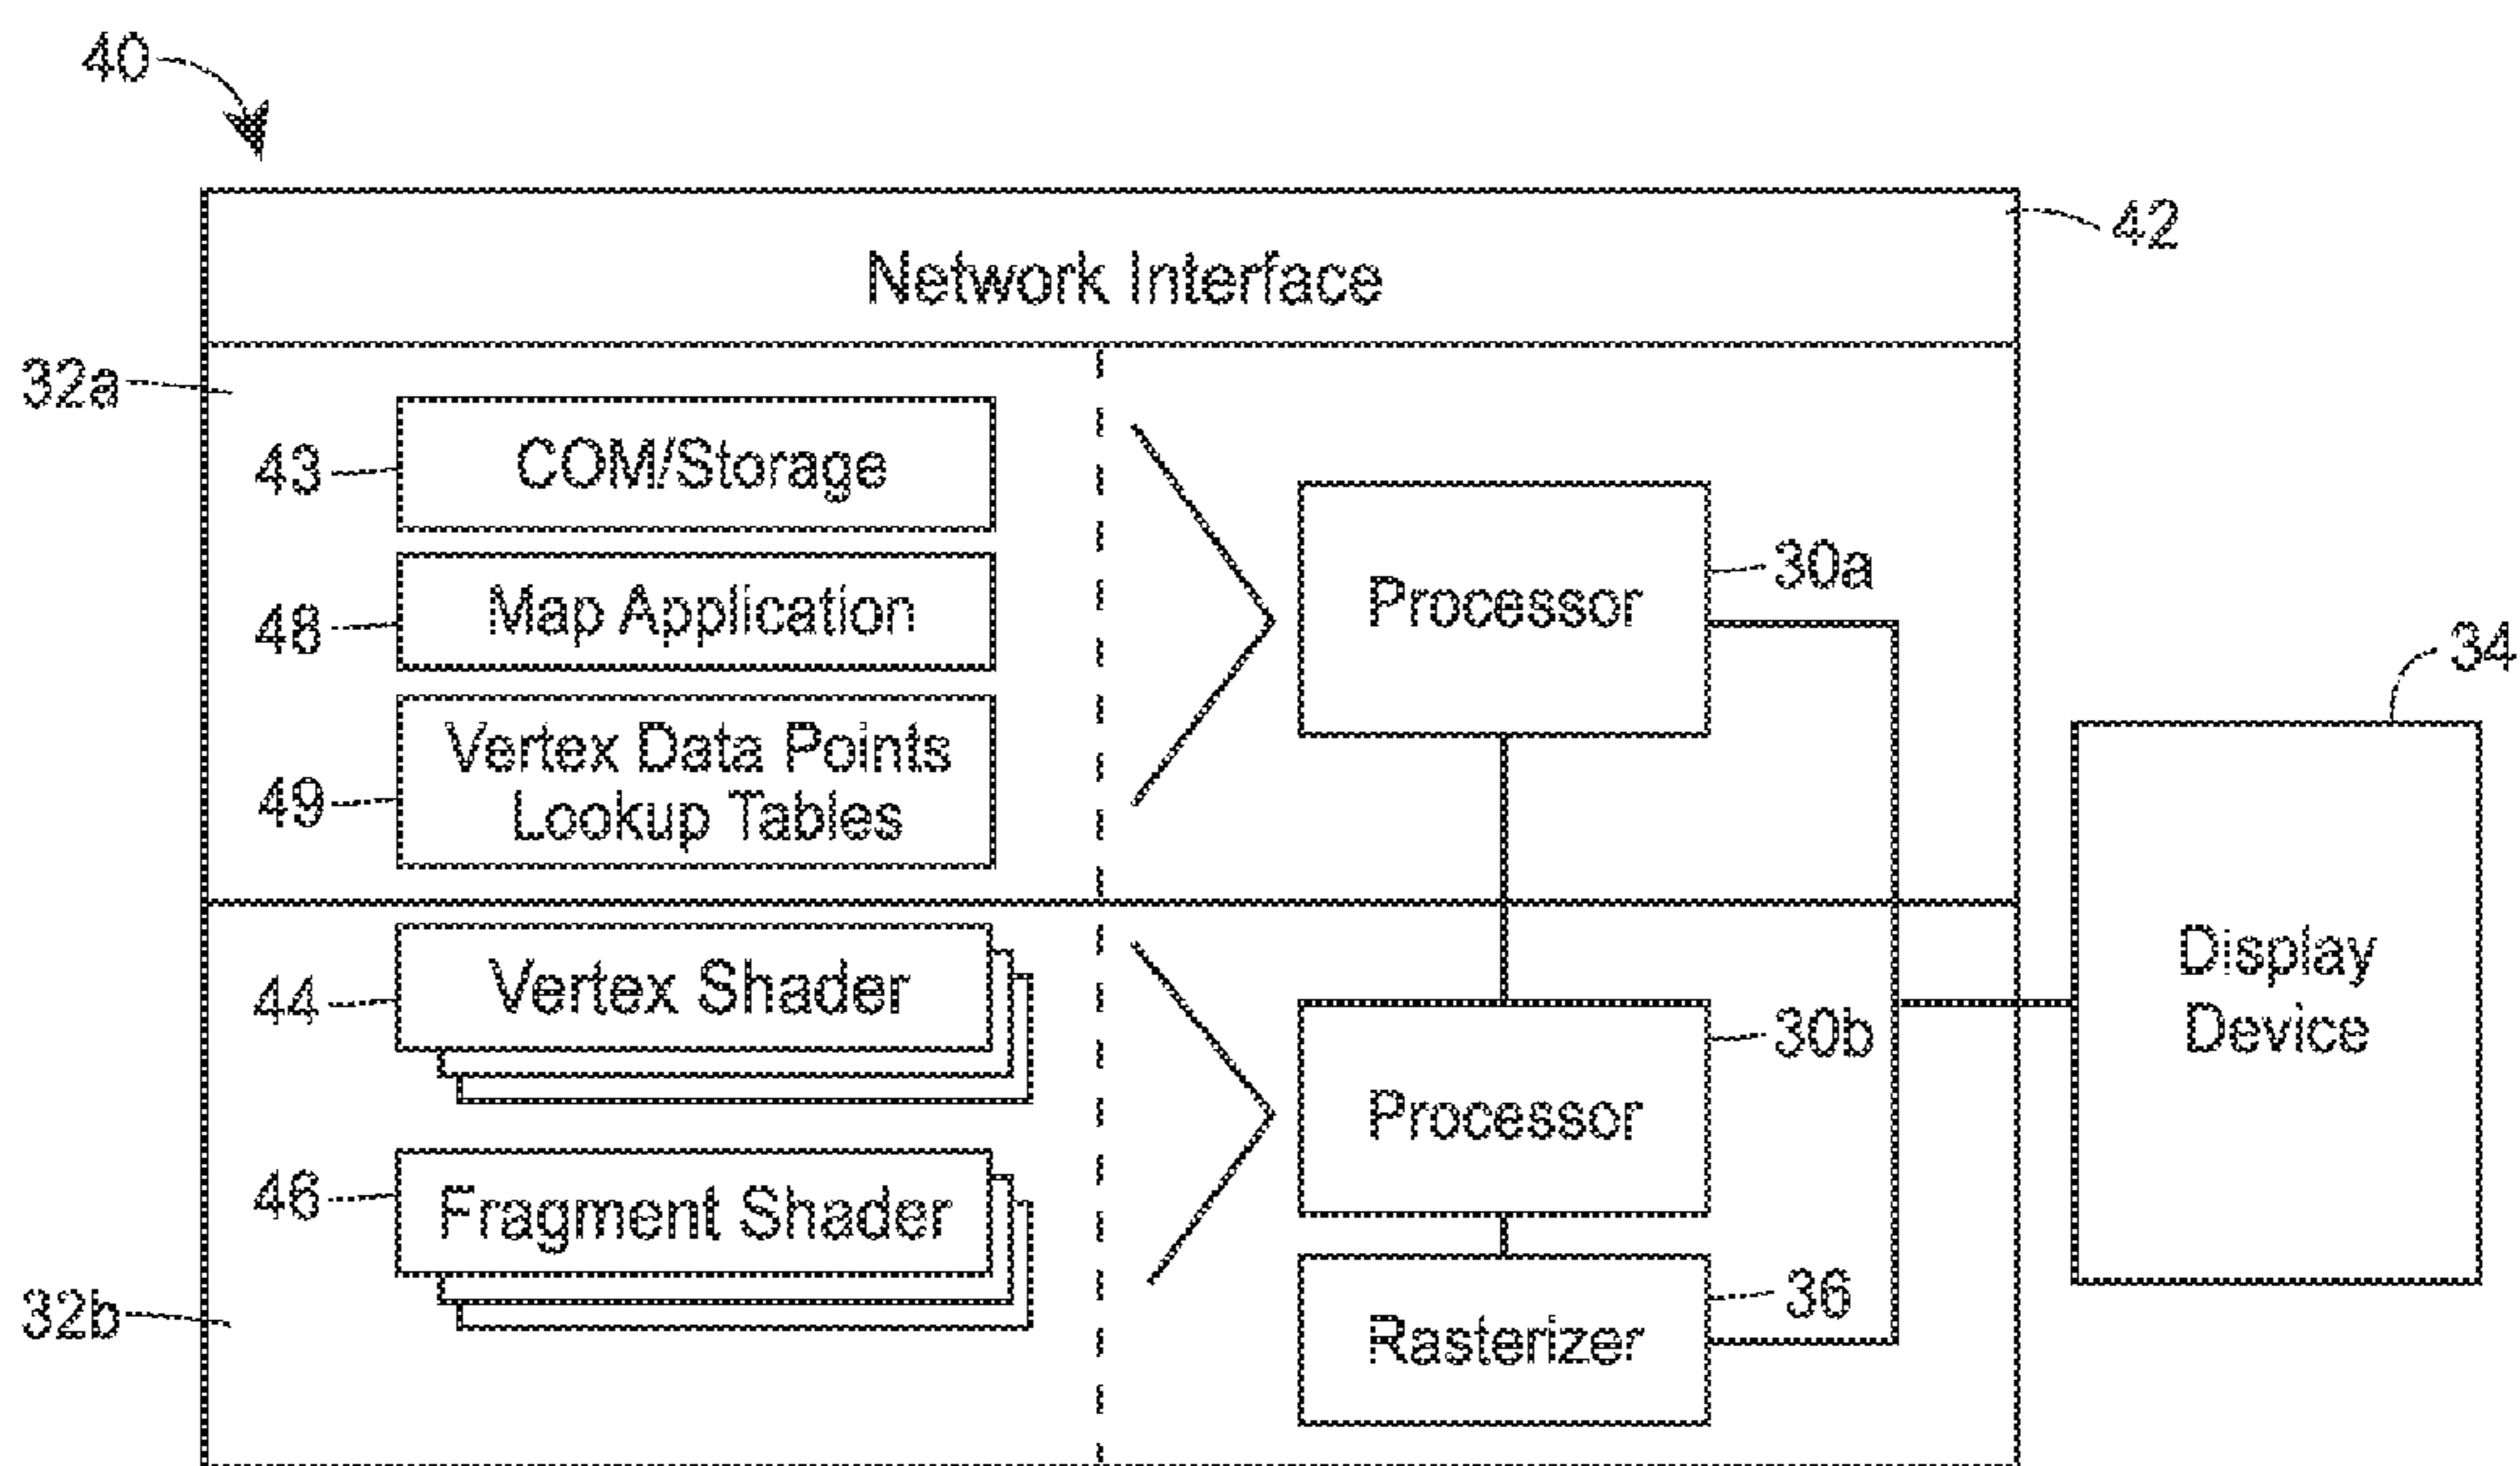 40
42
Network Interface
32a
43
COM/Storage
48
Map Application
49
Vertex Data Points
Lookup Tables
Processor
30a
34
Display
Device
44
Vertex Shader
46
Fragment Shader
32b
Processor
30b
Rasterizer
36